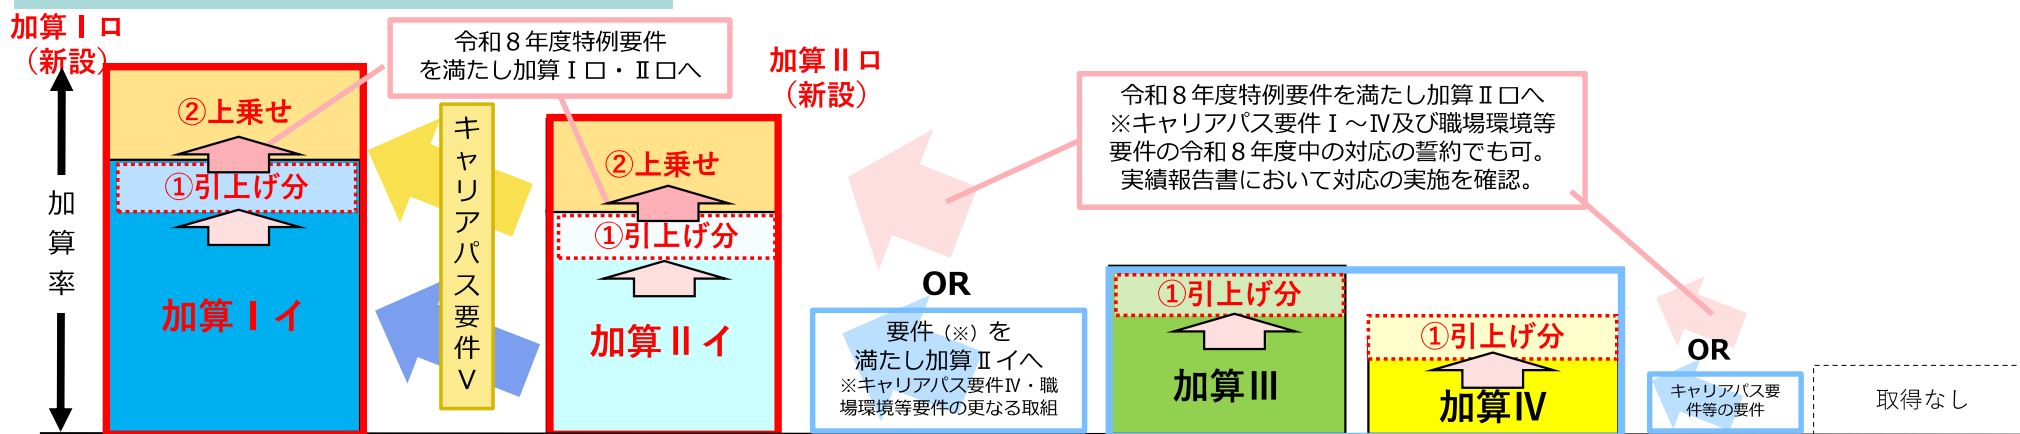 加算Ⅰロ
（新設）
加算率
②上乗せ
①引上げ分
加算Ⅰイ
令和８年度特例要件
を満たし加算Ⅰロ・Ⅱロへ
キャリアパス要件Ⅴ
加算Ⅱロ
（新設）
②上乗せ
①引上げ分
加算Ⅱイ
OR
要件（※）を
満たし加算Ⅱイへ
※キャリアパス要件Ⅳ・職
場環境等要件の更なる取組
令和８年度特例要件を満たし加算Ⅱロへ
※キャリアパス要件Ⅰ～Ⅳ及び職場環境等
要件の令和８年度中の対応の誓約でも可。
実績報告書において対応の実施を確認。
①引上げ分
加算Ⅲ
①引上げ分
加算Ⅳ
OR
キャリアパス要
件等の要件
取得なし